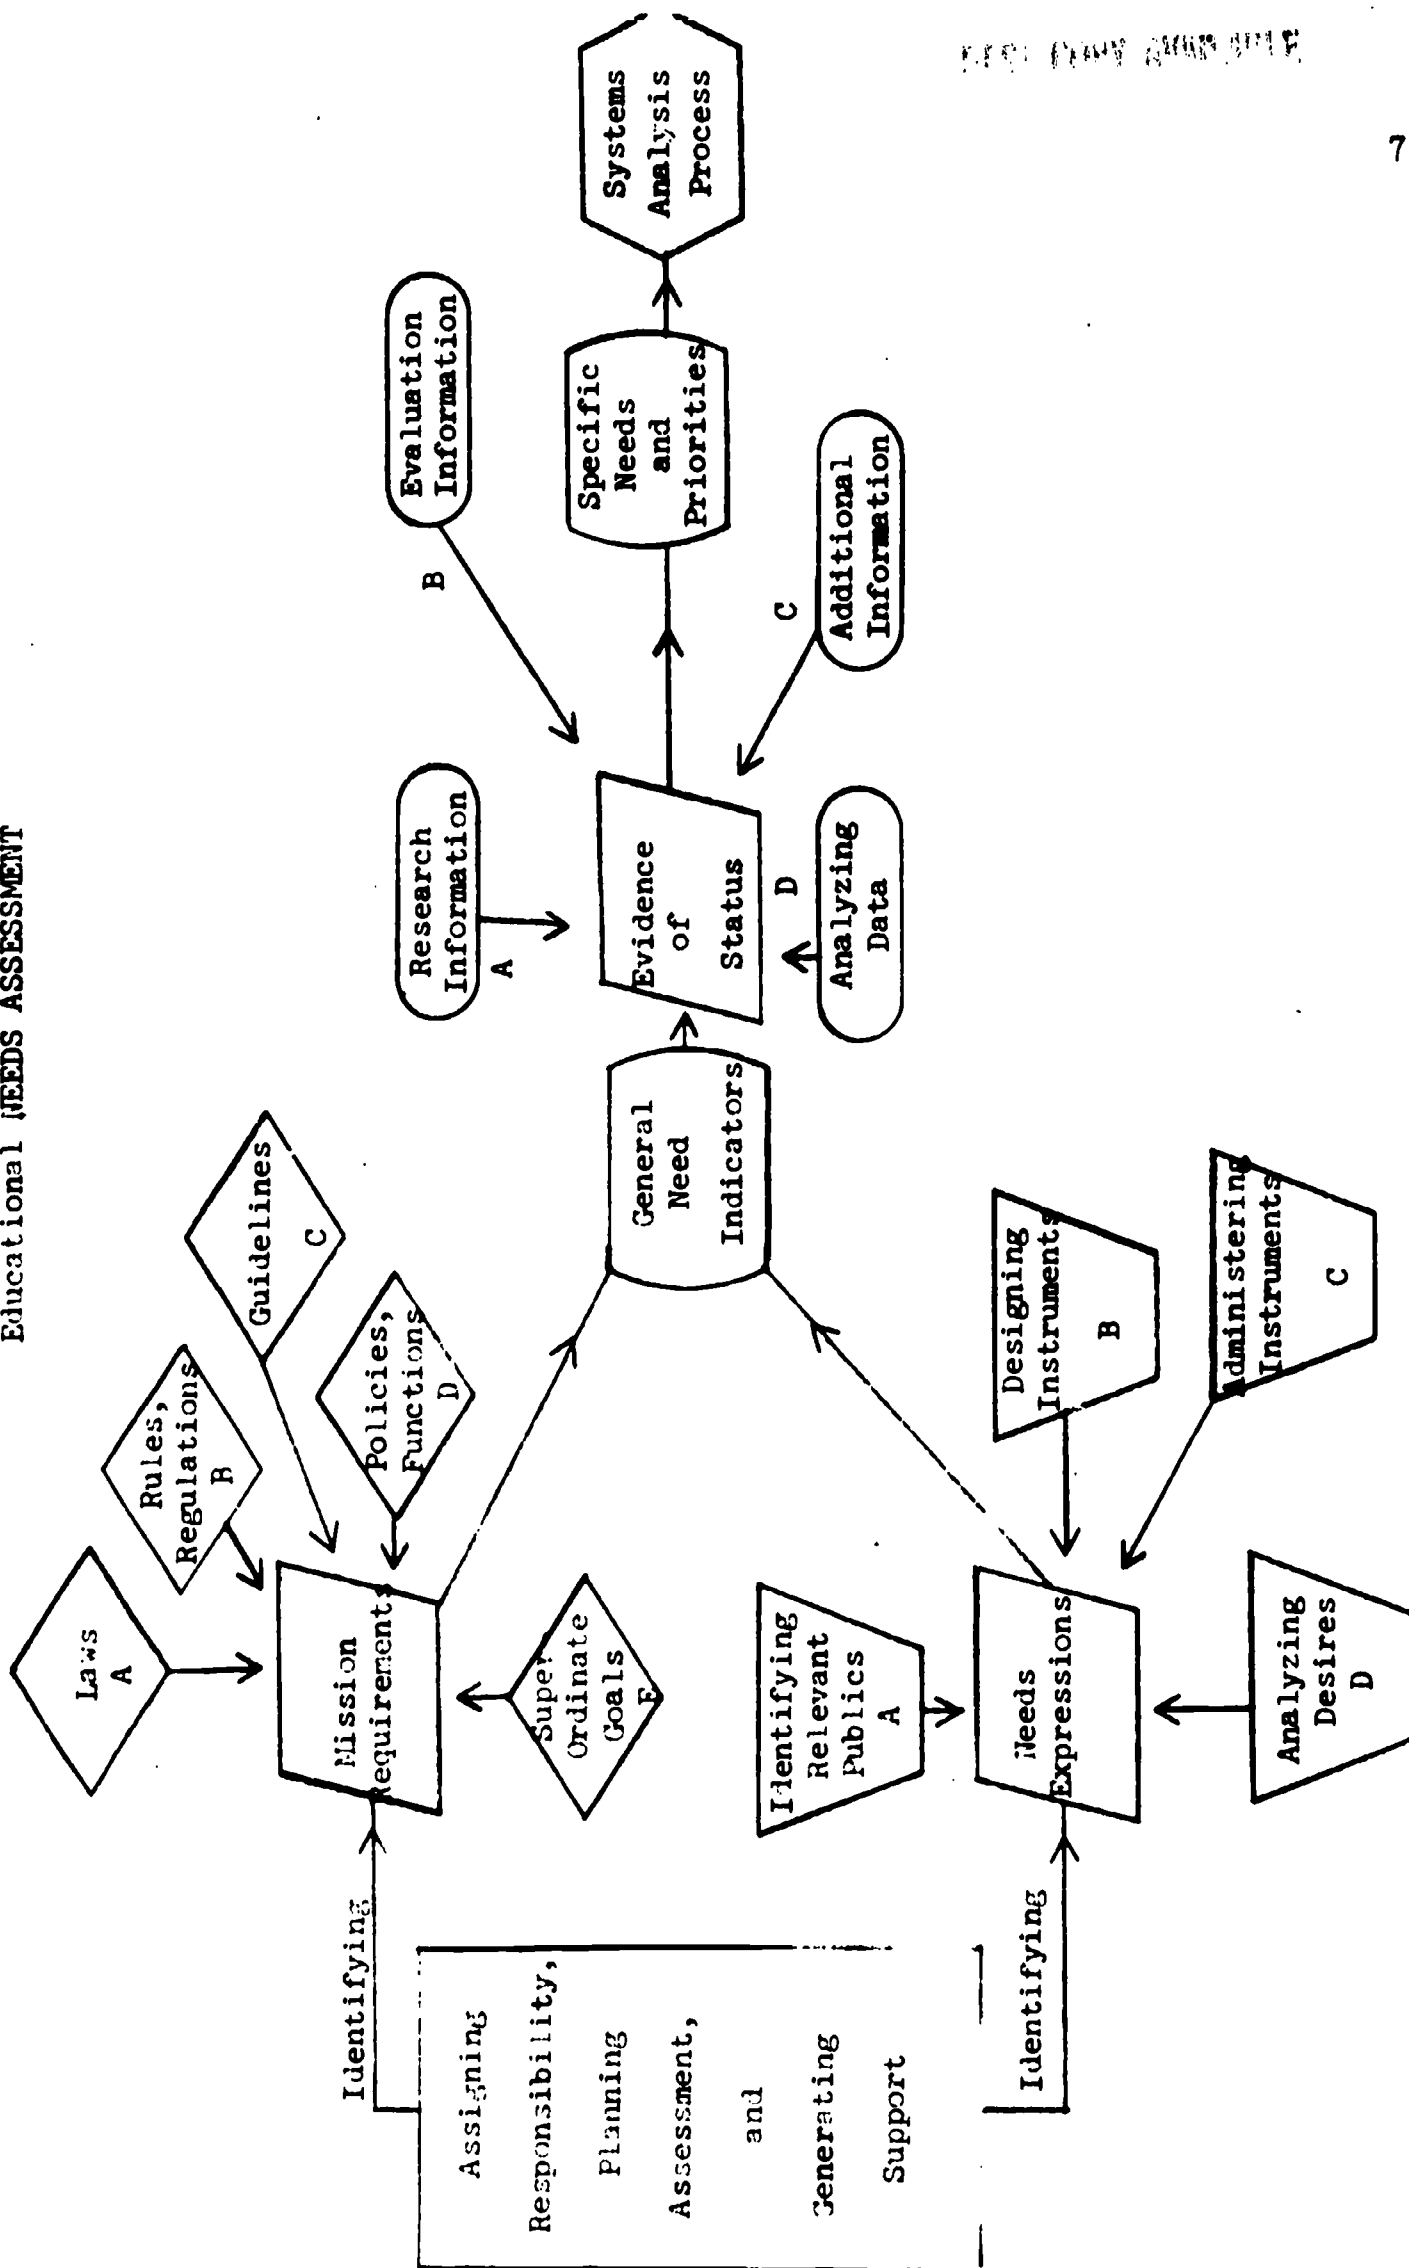 Educational NEEDS ASSESSMENT
Laws
A
Rules,
Regulations
B
Guidelines
C
Policies,
Functions
D
Super
Ordinate
Goals
E
Identifying
Mission
Requirements
Assigning
Responsibility,
Planning
Assessment,
and
Generating
Support
Identifying
Needs
Expressions
Identifying
Relevant
Publics
A
Designing
Instruments
B
Administering
Instruments
C
Analyzing
Desires
D
General
Need
Indicators
Research
Information
A
Evaluation
Information
B
Evidence
of
Status
Additional
Information
C
Analyzing
Data
D
Specific
Needs
and
Priorities
Systems
Analysis
Process
7